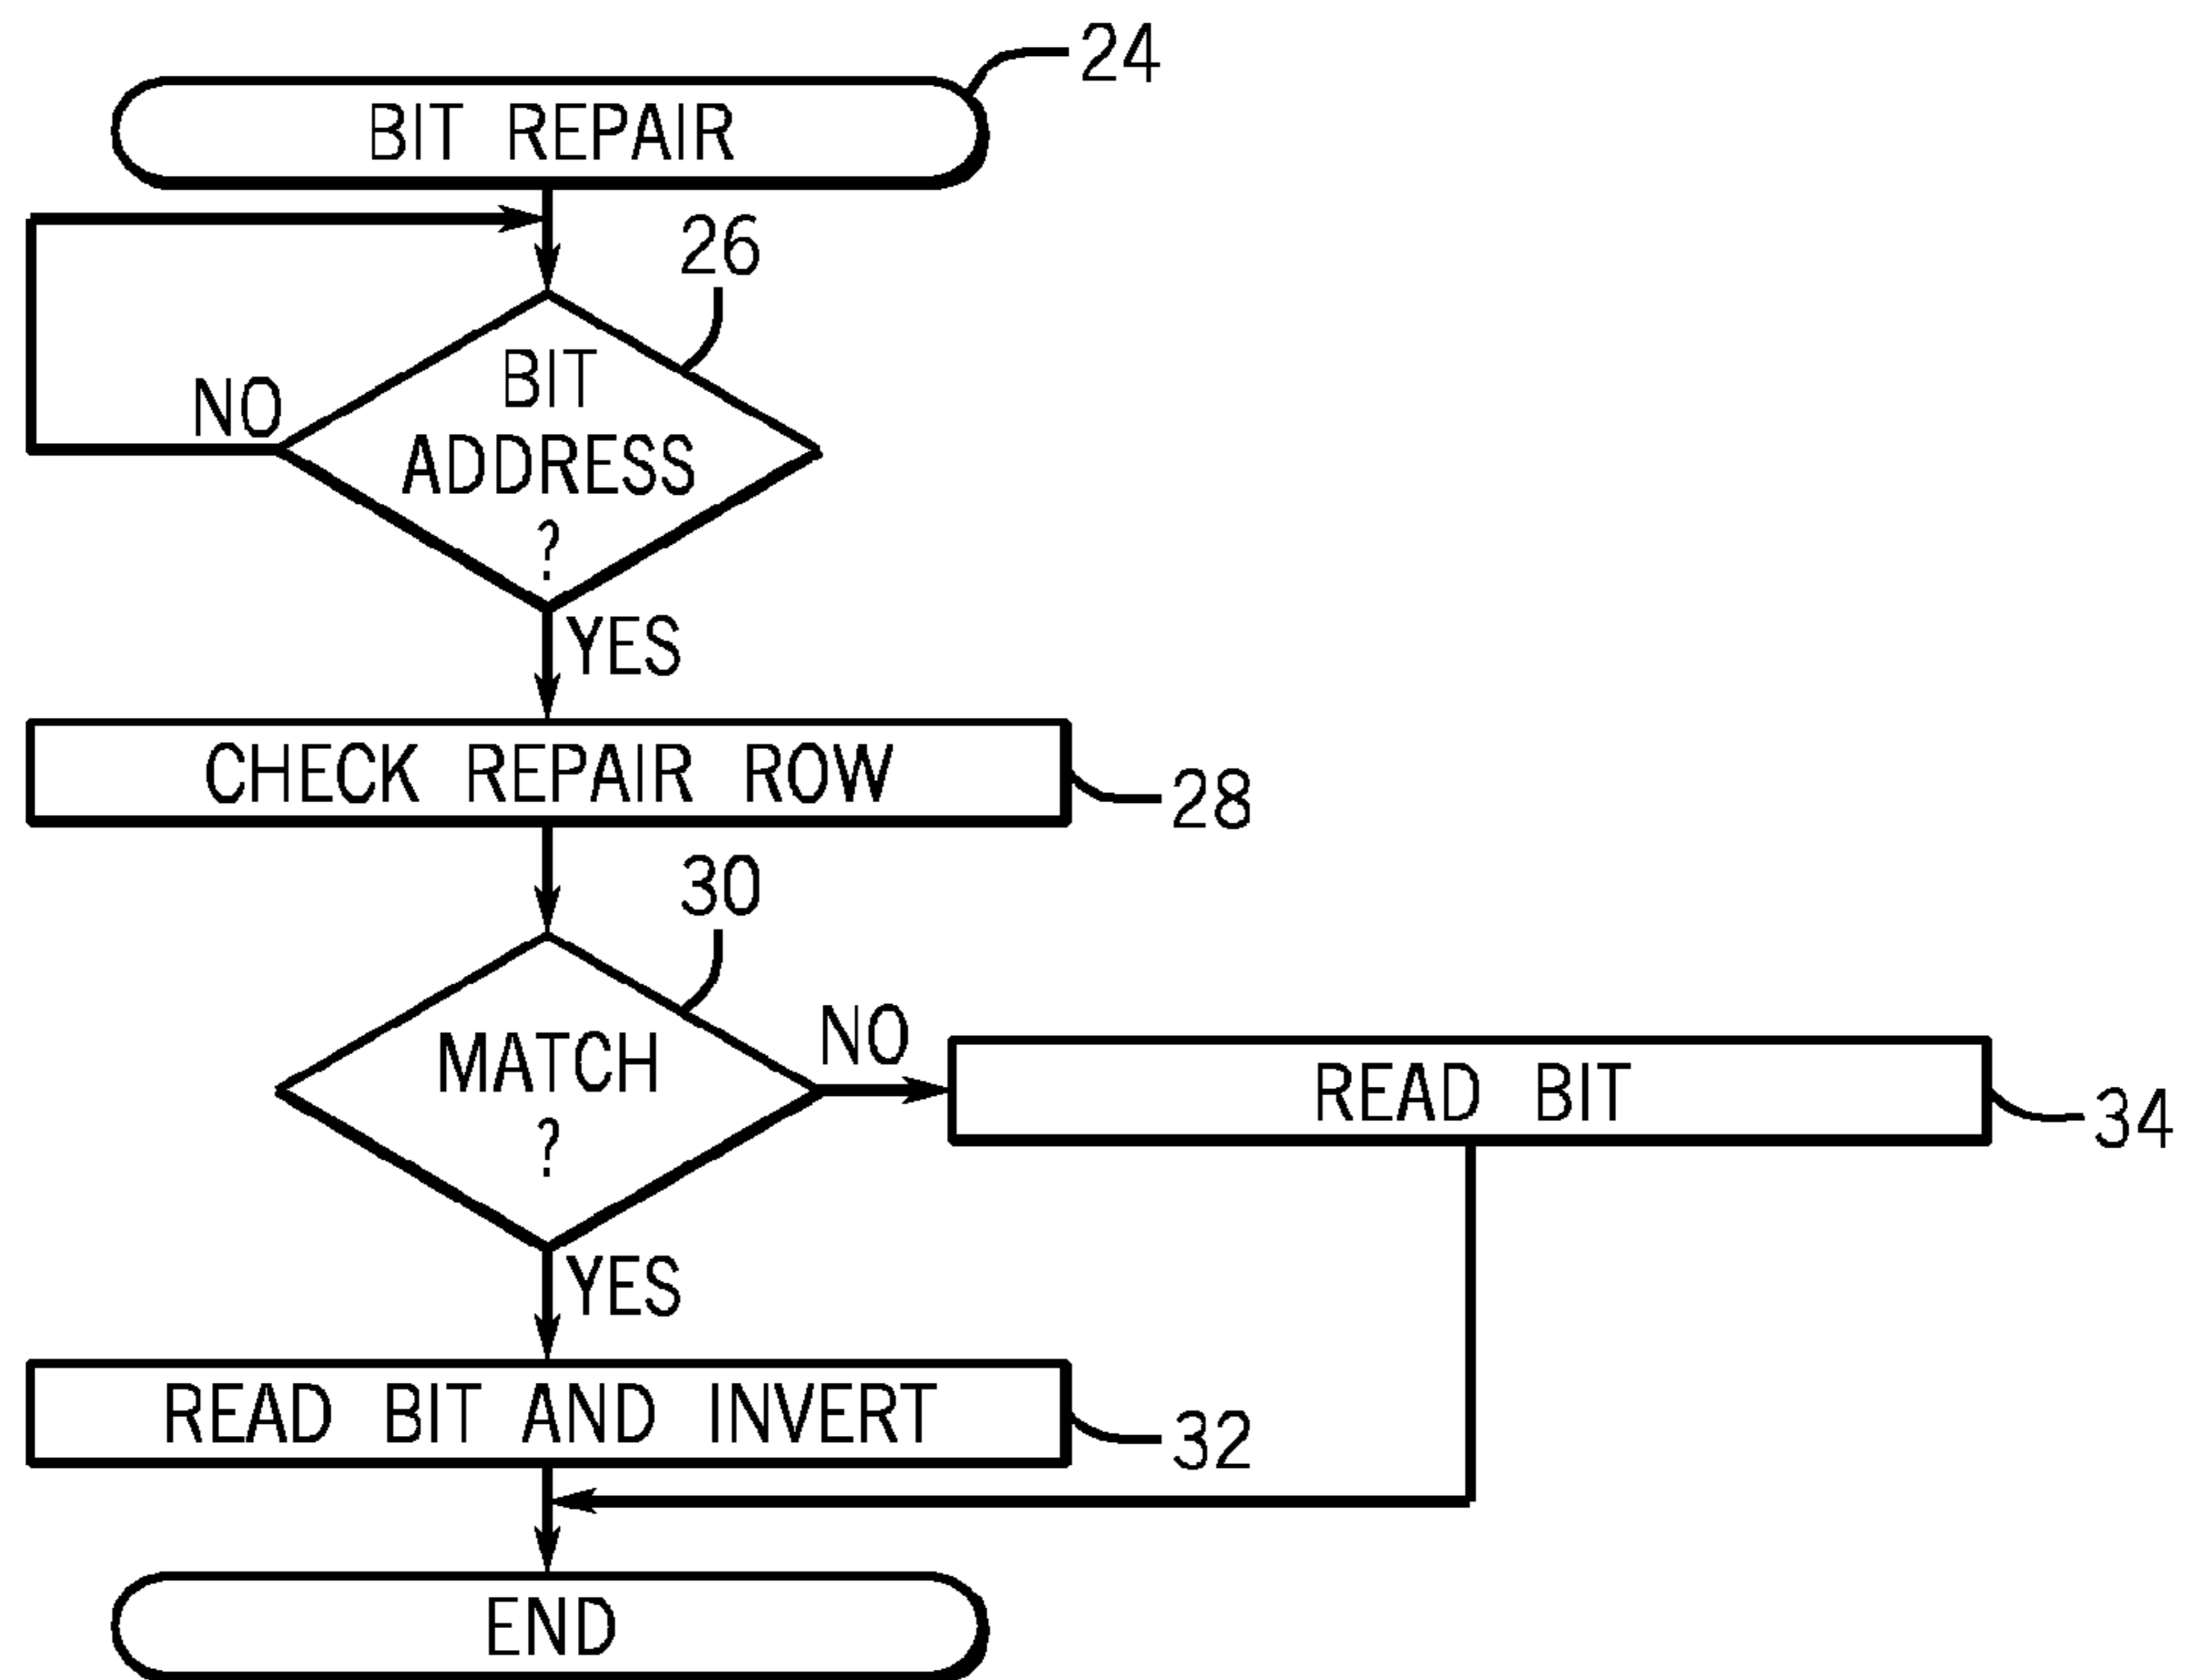 24
BIT REPAIR
26
BIT
ADDRESS
?
NO
YES
CHECK REPAIR ROW
28
30
MATCH
?
NO
READ BIT
34
YES
READ BIT AND INVERT
32
END